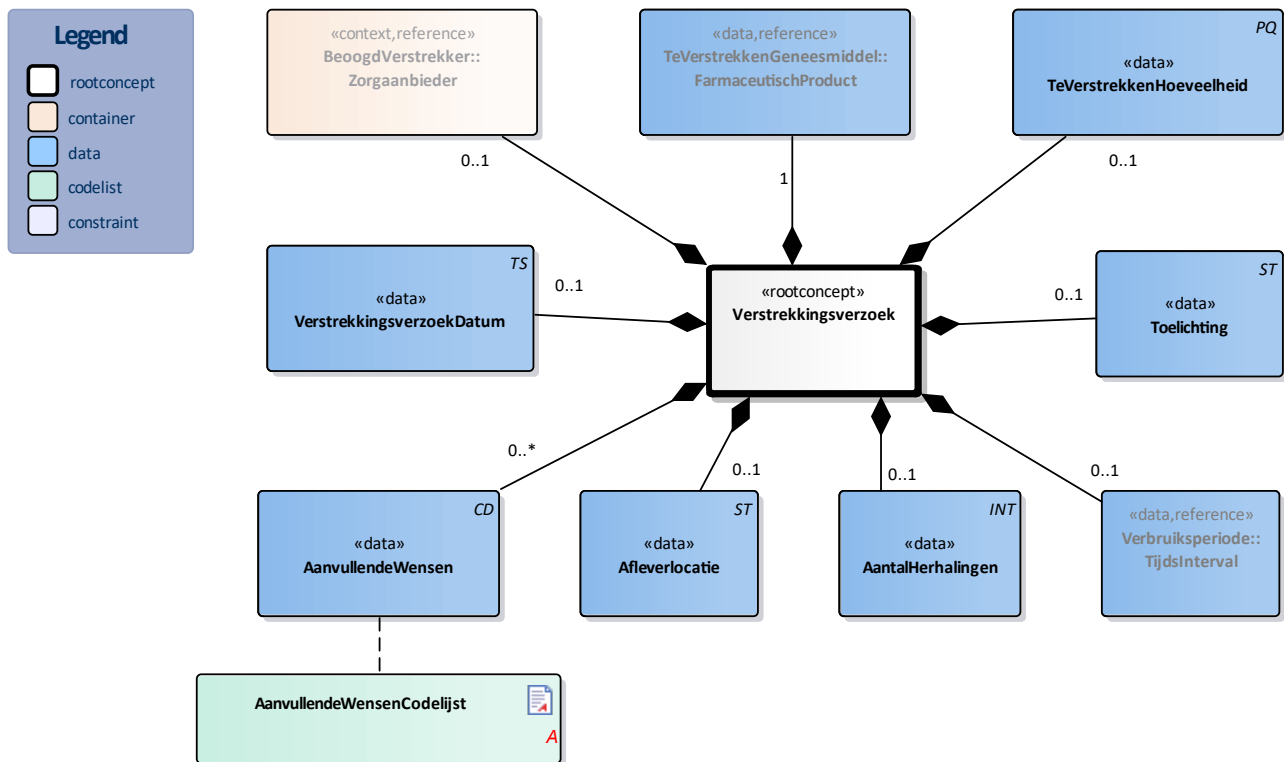 Legend
rootconcept
container
data
codelist
constraint
«context,reference»
BeoogdVerstrekker::
Zorgaanbieder
0..1
«data,reference»
TeVerstrekkenGeneesmiddel::
FarmaceutischProduct
1
PQ
«data»
TeVerstrekkenHoeveelheid
0..1
TS
«data»
VerstrekkingsverzoekDatum
0..1
«rootconcept»
Verstrekkingsverzoek
ST
«data»
Toelichting
0..1
0..*
CD
«data»
AanvullendeWensen
0..1
ST
«data»
Afleverlocatie
0..1
INT
«data»
AantalHerhalingen
0..1
«data,reference»
Verbruiksperiode::
TijdsInterval
AanvullendeWensenCodelijst
A